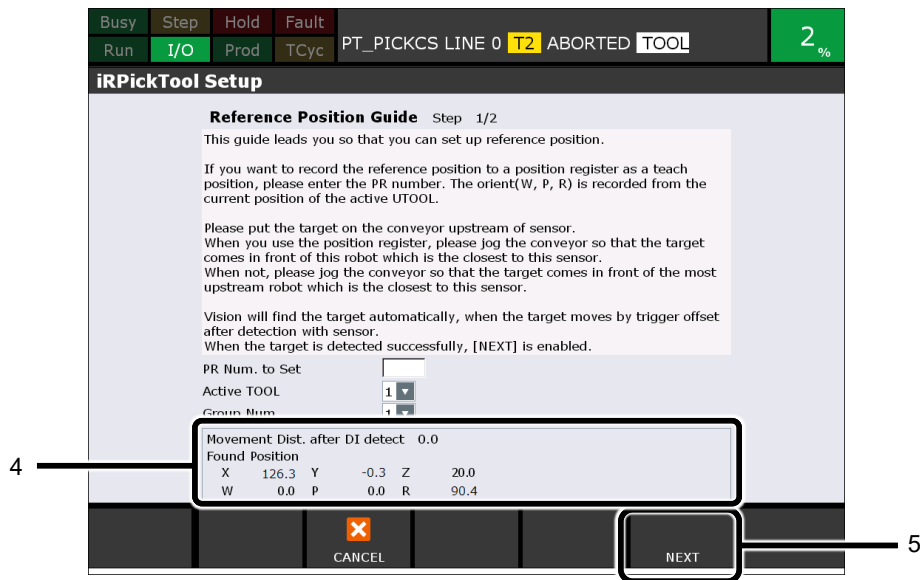 Busy Step Hold Fault
Run I/O Prod TCyc
PT_PICKCS LINE 0 T2 ABORTED TOOL
2 %
iRPickTool Setup
Reference Position Guide Step 1/2
This guide leads you so that you can set up reference position.
If you want to record the reference position to a position register as a teach
position, please enter the PR number. The orient(W, P, R) is recorded from the
current position of the active UTOOL.
Please put the target on the conveyor upstream of sensor.
When you use the position register, please jog the conveyor so that the target
comes in front of this robot which is the closest to this sensor.
When not, please jog the conveyor so that the target comes in front of the most
upstream robot which is the closest to this sensor.
Vision will find the target automatically, when the target moves by trigger offset
after detection with sensor.
When the target is detected successfully, [NEXT] is enabled.
PR Num. to Set
Active TOOL 1
Group Num 1
Movement Dist. after DI detect 0.0
Found Position
X 126.3 Y -0.3 Z 20.0
W 0.0 P 0.0 R 90.4
4
CANCEL
NEXT
5